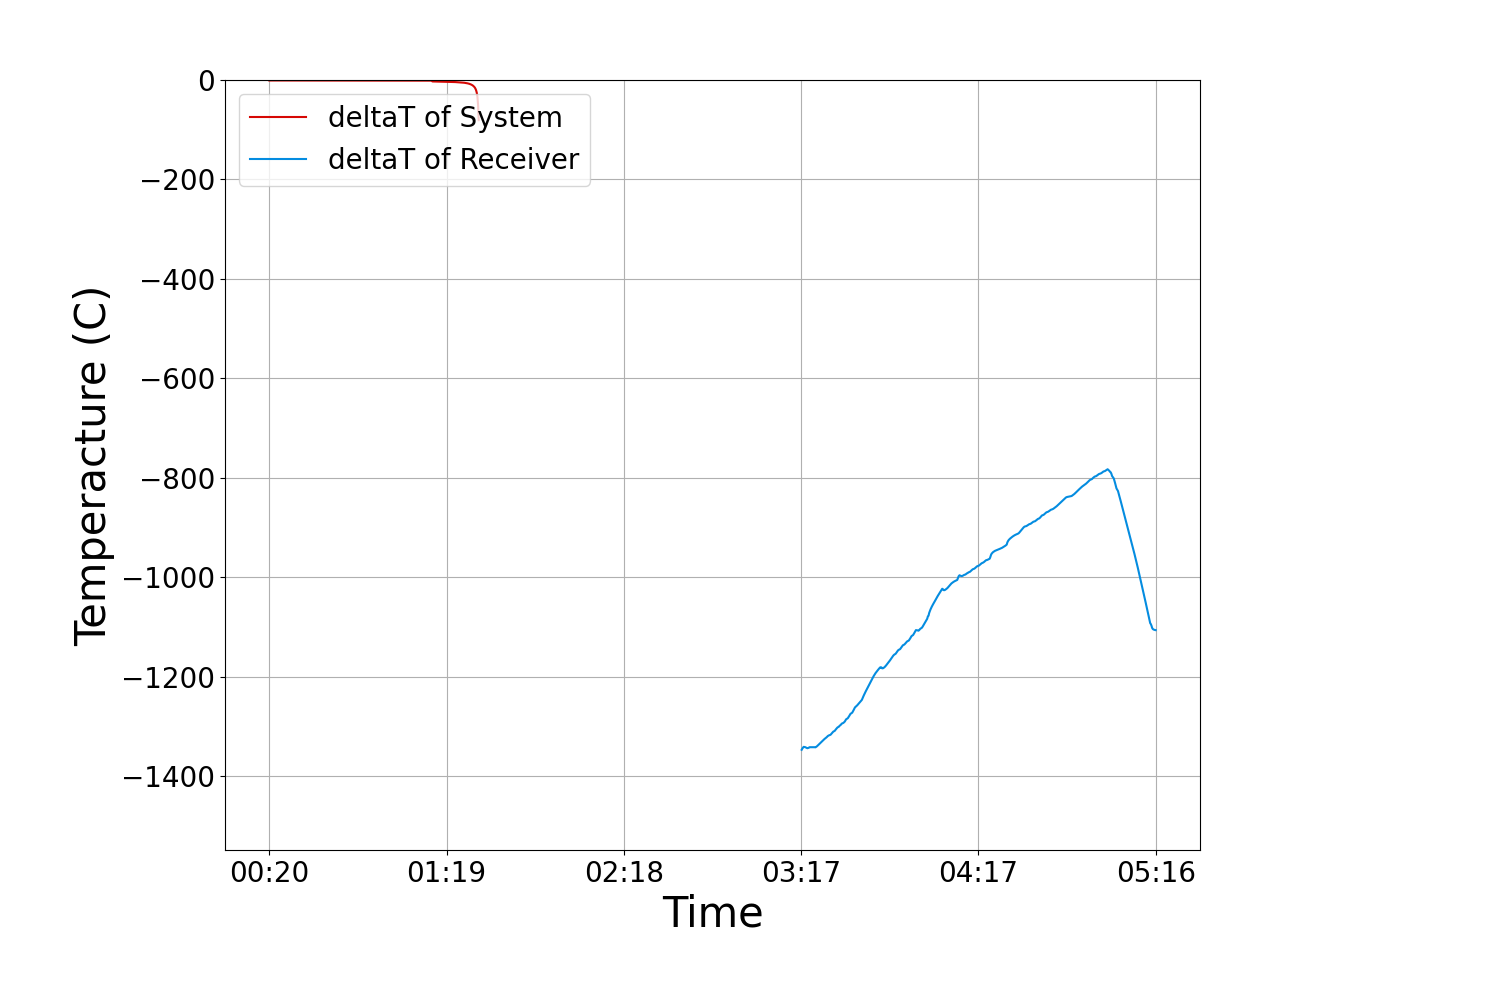 0
−200
−400
−600
−800
−1000
−1200
−1400
Temperacture (C)
deltaT of System
deltaT of Receiver
00:20 01:19 02:18 03:17 04:17 05:16
Time